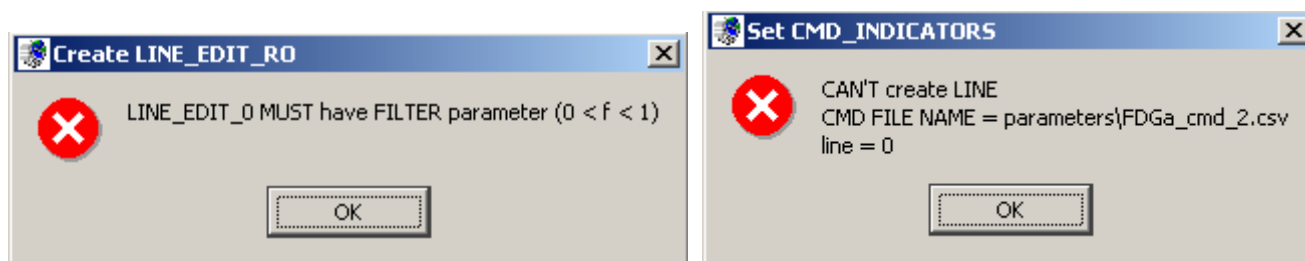 Create LINE_EDIT_RO
LINE_EDIT_0 MUST have FILTER parameter (0 < f < 1)
OK
Set CMD_INDICATORS
CAN'T create LINE
CMD FILE NAME = parameters\FDGa_cmd_2.csv
line = 0
OK